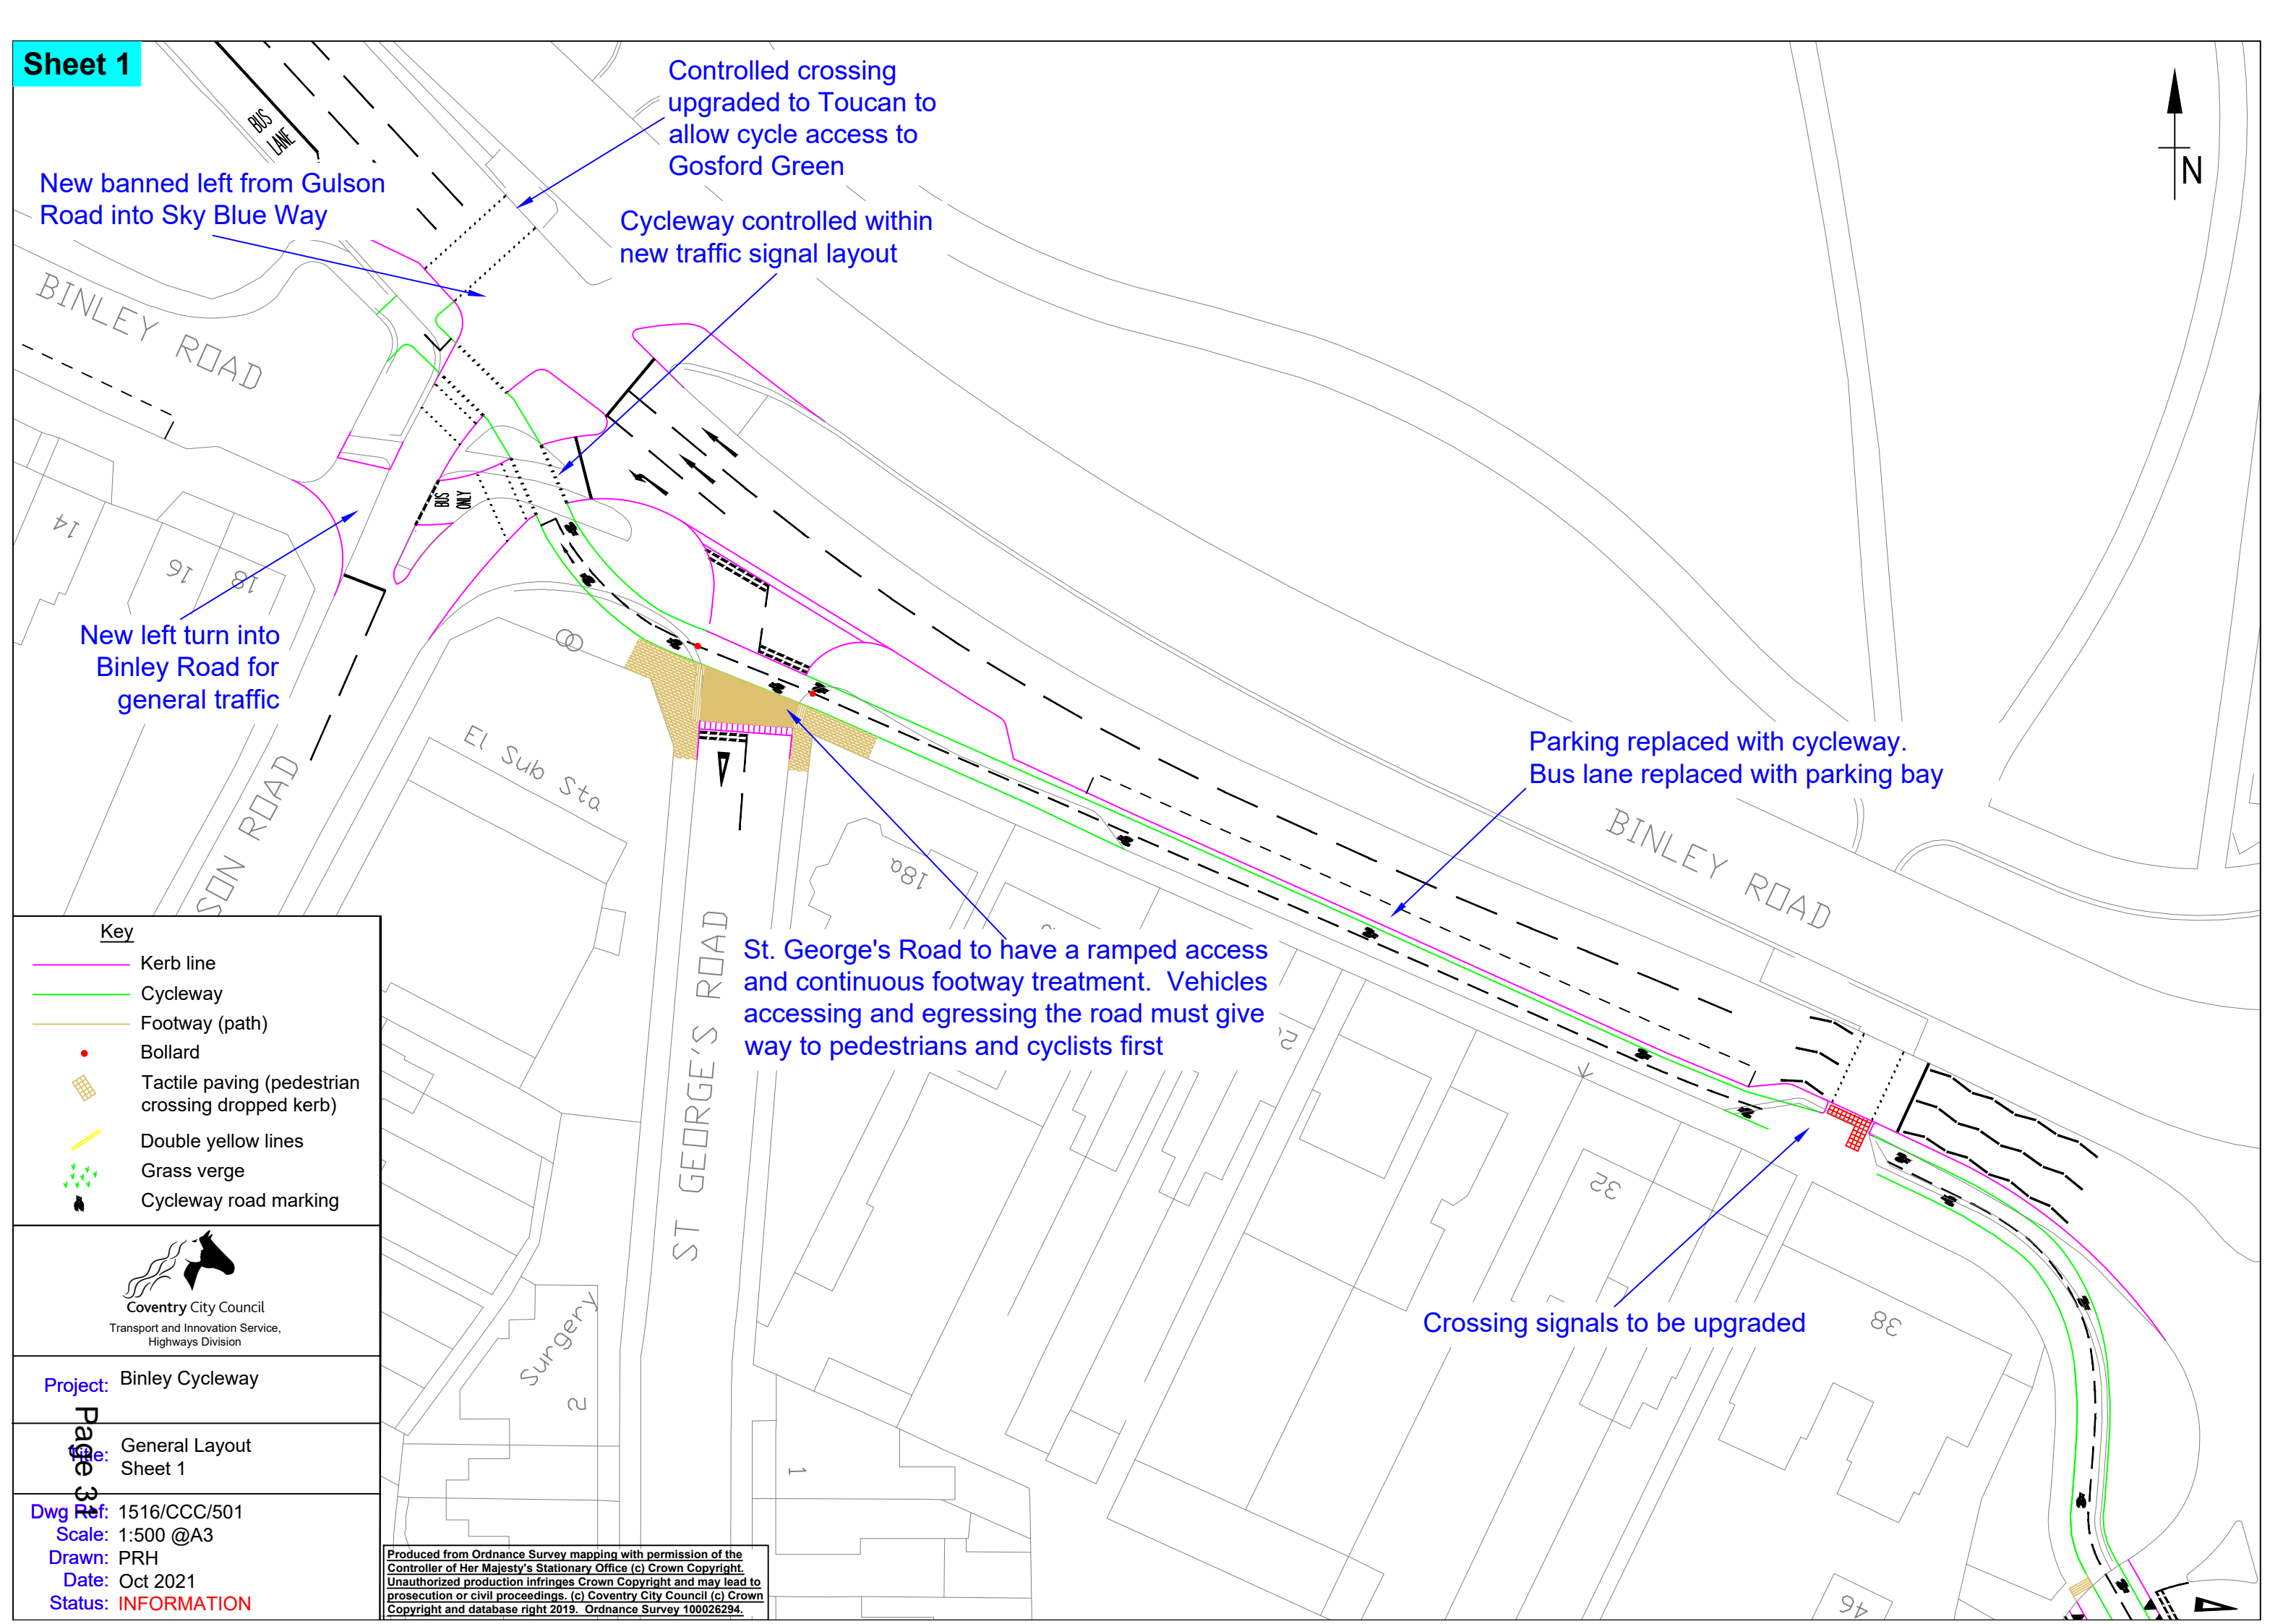 Sheet 1
Controlled crossing
upgraded to Toucan to
allow cycle access to
Gosford Green
BUS
LANE
N
New banned left from Gulson
Road into Sky Blue Way
Cycleway controlled within
new traffic signal layout
BINLEY ROAD
BUS
ONLY
14
16
18
New left turn into
Binley Road for
general traffic
El Sub Sta
Parking replaced with cycleway.
Bus lane replaced with parking bay
BINLEY ROAD
SON ROAD
18a
St. George's Road to have a ramped access
and continuous footway treatment. Vehicles
accessing and egressing the road must give
way to pedestrians and cyclists first
ST GEORGE'S ROAD
32
38
Crossing signals to be upgraded
Surgery
2
1
46
Key
Kerb line
Cycleway
Footway (path)
Bollard
Tactile paving (pedestrian
crossing dropped kerb)
Double yellow lines
Grass verge
Cycleway road marking
Coventry City Council
Transport and Innovation Service,
Highways Division
Project: Binley Cycleway
Title: General Layout
Sheet 1
Page 31
Dwg Ref: 1516/CCC/501
Scale: 1:500 @A3
Drawn: PRH
Date: Oct 2021
Status: INFORMATION
Produced from Ordnance Survey mapping with permission of the
Controller of Her Majesty's Stationary Office (c) Crown Copyright.
Unauthorized production infringes Crown Copyright and may lead to
prosecution or civil proceedings. (c) Coventry City Council (c) Crown
Copyright and database right 2019. Ordnance Survey 100026294.